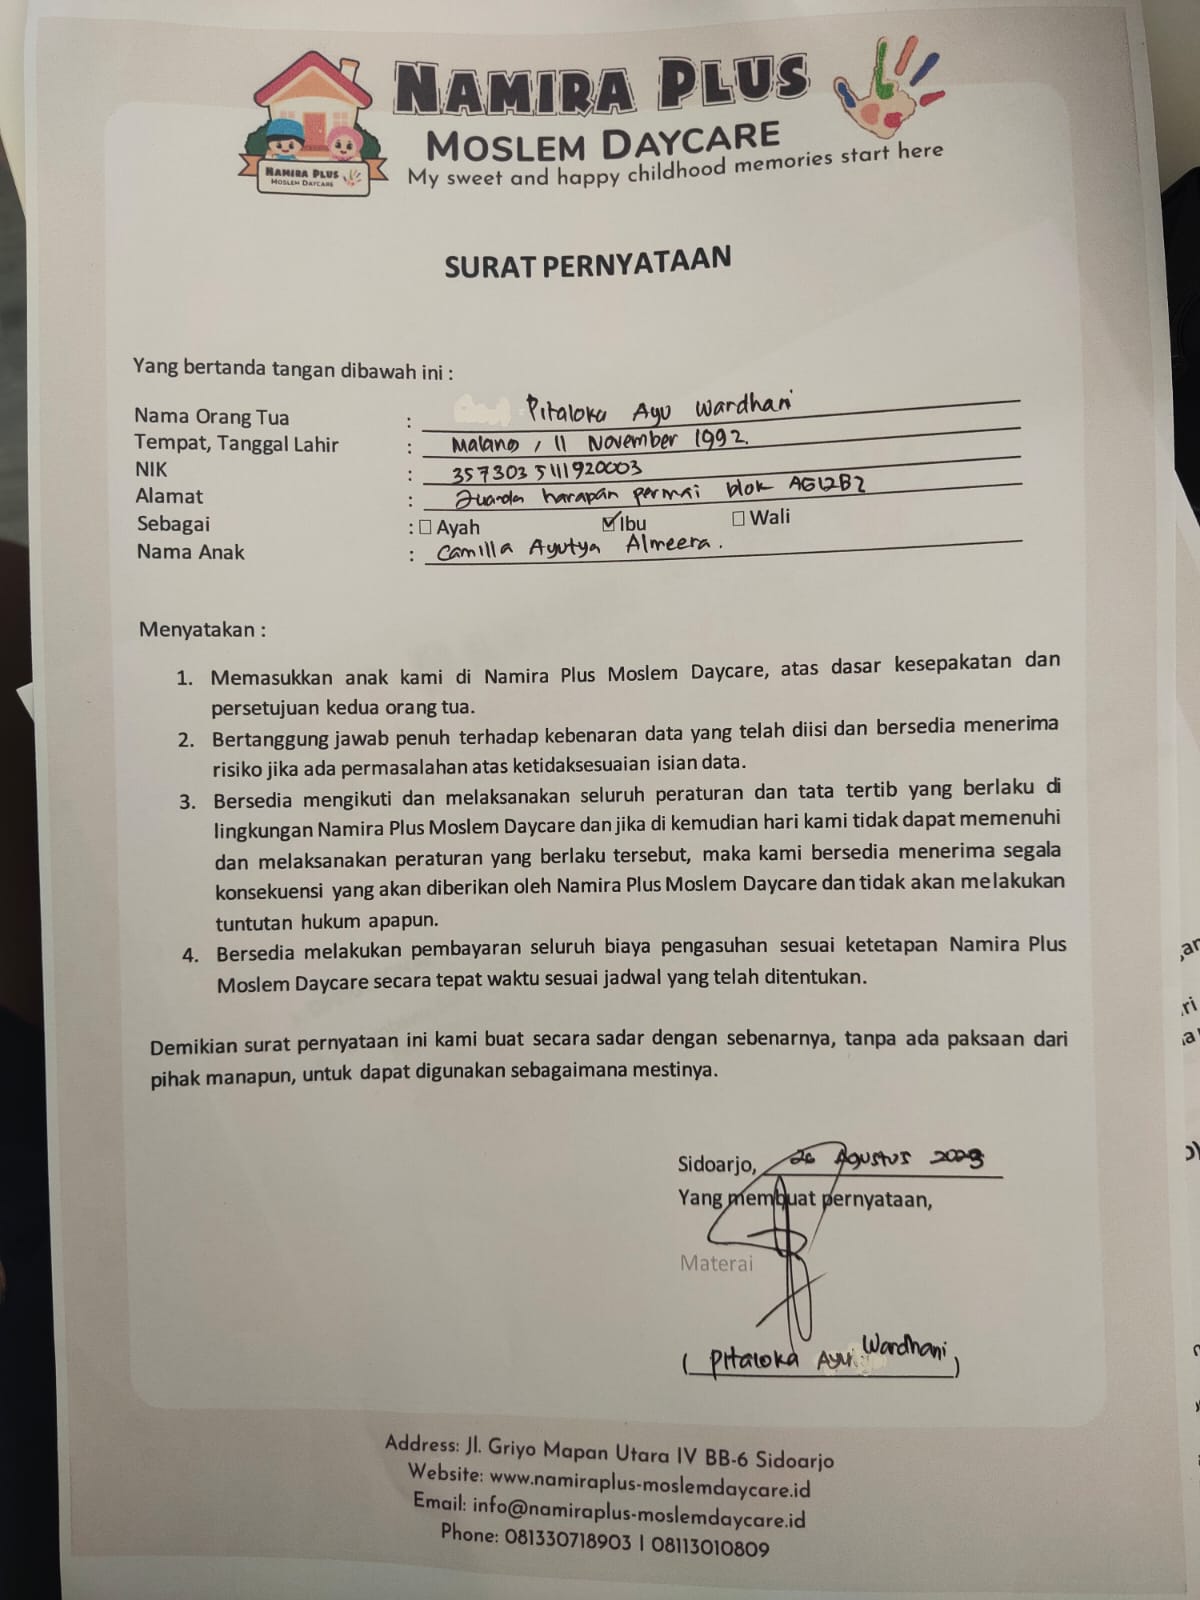 NAMIRA PLUS
MOSLEM DAYCARE
My sweet and happy childhood memories start here
NAMIRA PLUS
MOSLEM DAYCARE
SURAT PERNYATAAN
Yang bertanda tangan dibawah ini :
Nama Orang Tua : Pitaloka Ayu Wardhani
Tempat, Tanggal Lahir : Malang, 11 November 1992.
NIK : 3573035111920003
Alamat : Juanda harapan permai blok AG12B2
Sebagai : Ayah Ibu Wali
Nama Anak : Camilla Ayutya Almeera.
Menyatakan :
1. Memasukkan anak kami di Namira Plus Moslem Daycare, atas dasar kesepakatan dan
persetujuan kedua orang tua.
2. Bertanggung jawab penuh terhadap kebenaran data yang telah diisi dan bersedia menerima
risiko jika ada permasalahan atas ketidaksesuaian isian data.
3. Bersedia mengikuti dan melaksanakan seluruh peraturan dan tata tertib yang berlaku di
lingkungan Namira Plus Moslem Daycare dan jika di kemudian hari kami tidak dapat memenuhi
dan melaksanakan peraturan yang berlaku tersebut, maka kami bersedia menerima segala
konsekuensi yang akan diberikan oleh Namira Plus Moslem Daycare dan tidak akan melakukan
tuntutan hukum apapun.
4. Bersedia melakukan pembayaran seluruh biaya pengasuhan sesuai ketetapan Namira Plus
Moslem Daycare secara tepat waktu sesuai jadwal yang telah ditentukan.
Demikian surat pernyataan ini kami buat secara sadar dengan sebenarnya, tanpa ada paksaan dari
pihak manapun, untuk dapat digunakan sebagaimana mestinya.
Sidoarjo, Agustus 2023
Yang membuat pernyataan,
Materai
( Pitaloka Ayu Wardhani )
Address: Jl. Griyo Mapan Utara IV BB-6 Sidoarjo
Website: www.namiraplus-moslemdaycare.id
Email: info@namiraplus-moslemdaycare.id
Phone: 081330718903 | 08113010809